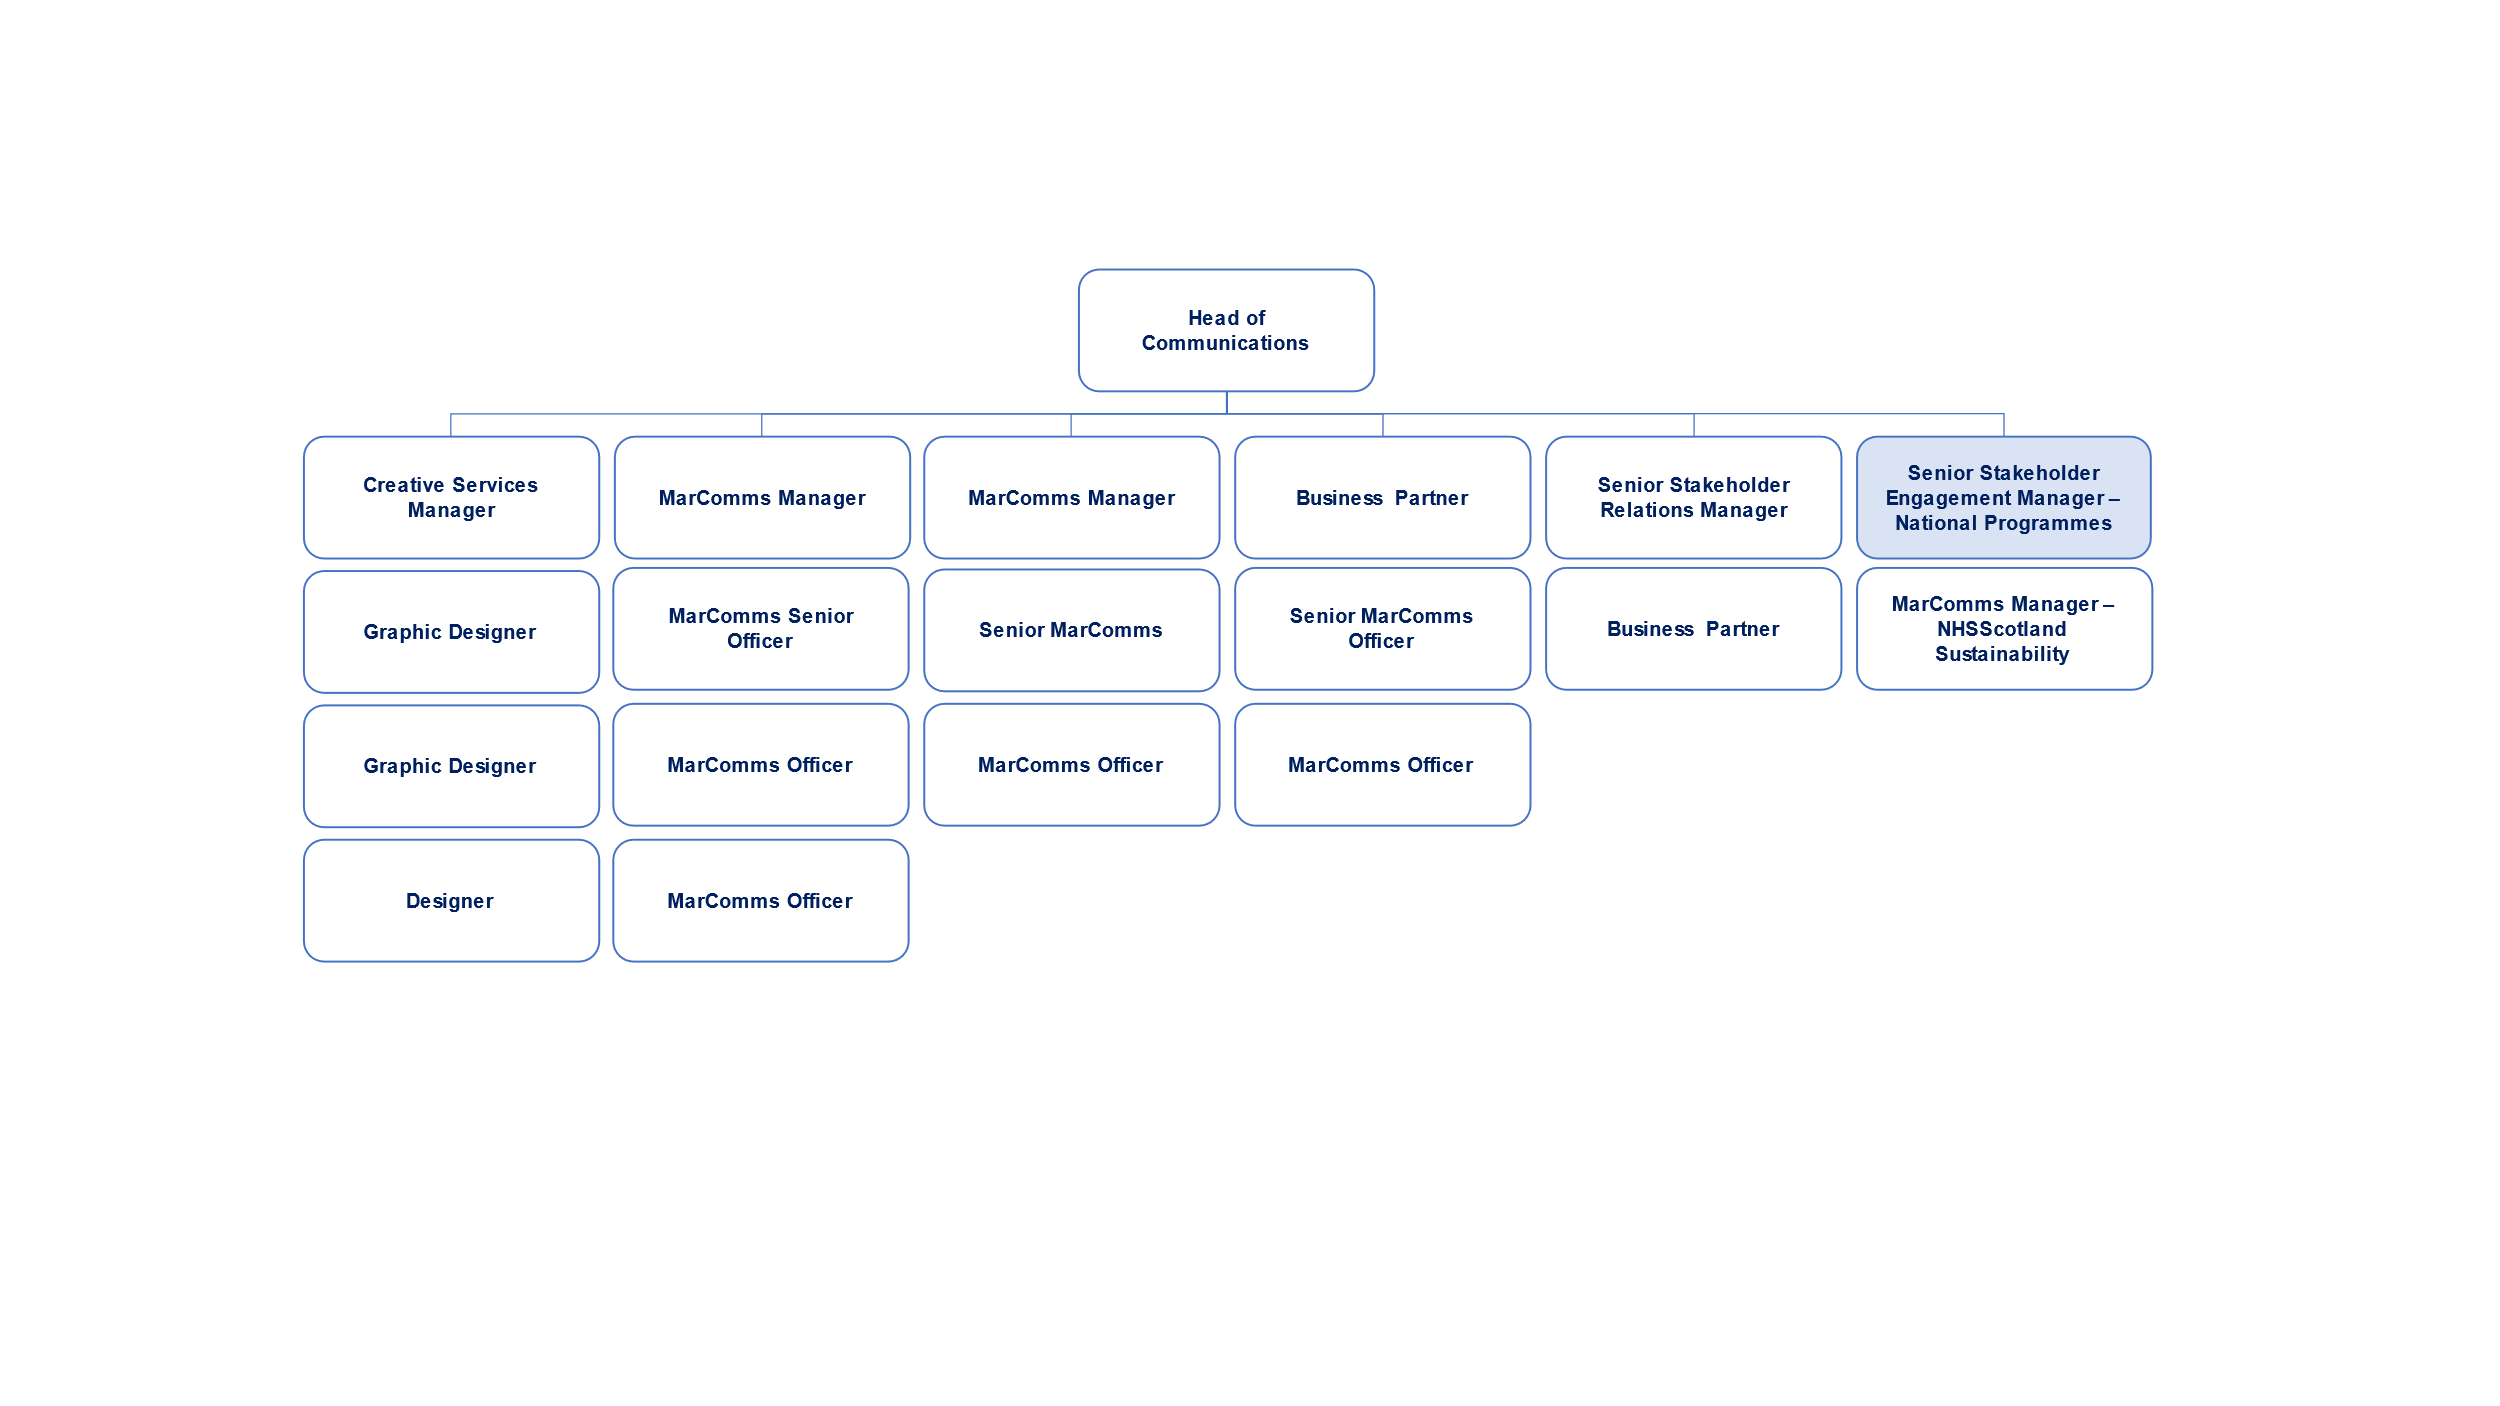 Head of
Communications
Creative Services
Manager
MarComms Manager
MarComms Manager
Business  Partner
Senior Stakeholder
Relations Manager
Senior Stakeholder
Engagement Manager –
National Programmes
Graphic Designer
MarComms Senior
Officer
Senior MarComms
Senior MarComms
Officer
Business  Partner
MarComms Manager –
NHSScotland
Sustainability
Graphic Designer
MarComms Officer
MarComms Officer
MarComms Officer
Designer
MarComms Officer